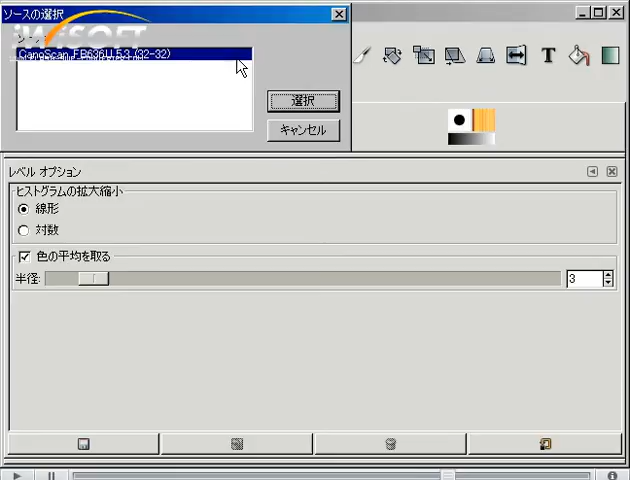 ソースの選択
iWiSOFT
CanoScan FB636U 5.3 (32-32)
選択
キャンセル
T
レベル オプション
ヒストグラムの拡大縮小
線形
対数
色の平均を取る
半径:
3